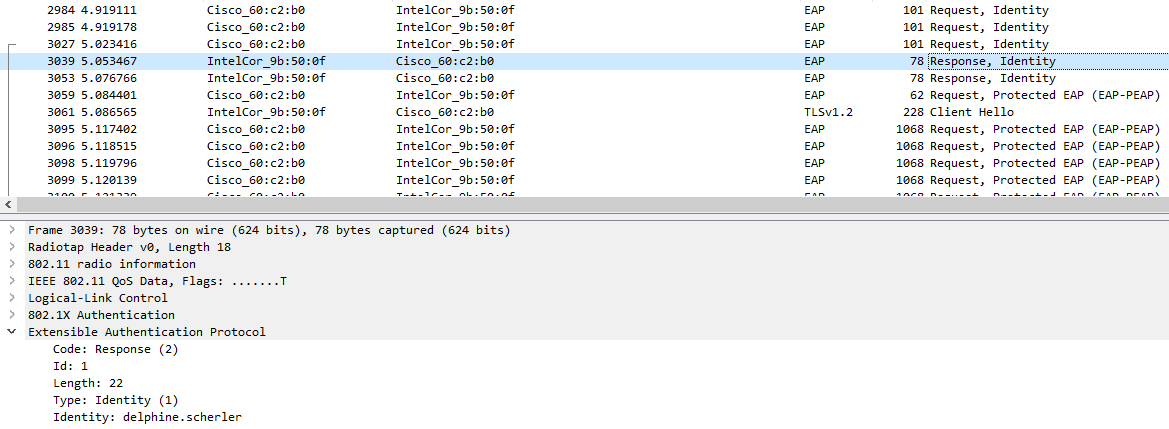 2984 4.919111 Cisco_60:c2:b0 IntelCor_9b:50:0f EAP 101 Request, Identity
2985 4.919178 Cisco_60:c2:b0 IntelCor_9b:50:0f EAP 101 Request, Identity
3027 5.023416 Cisco_60:c2:b0 IntelCor_9b:50:0f EAP 101 Request, Identity
3039 5.053467 IntelCor_9b:50:0f Cisco_60:c2:b0 EAP 78 Response, Identity
3053 5.076766 IntelCor_9b:50:0f Cisco_60:c2:b0 EAP 78 Response, Identity
3059 5.084401 Cisco_60:c2:b0 IntelCor_9b:50:0f EAP 62 Request, Protected EAP (EAP-PEAP)
3061 5.086565 IntelCor_9b:50:0f Cisco_60:c2:b0 TLSv1.2 228 Client Hello
3095 5.117402 Cisco_60:c2:b0 IntelCor_9b:50:0f EAP 1068 Request, Protected EAP (EAP-PEAP)
3096 5.118515 Cisco_60:c2:b0 IntelCor_9b:50:0f EAP 1068 Request, Protected EAP (EAP-PEAP)
3098 5.119796 Cisco_60:c2:b0 IntelCor_9b:50:0f EAP 1068 Request, Protected EAP (EAP-PEAP)
3099 5.120139 Cisco_60:c2:b0 IntelCor_9b:50:0f EAP 1068 Request, Protected EAP (EAP-PEAP)
Frame 3039: 78 bytes on wire (624 bits), 78 bytes captured (624 bits)
Radiotap Header v0, Length 18
802.11 radio information
IEEE 802.11 QoS Data, Flags: .......T
Logical-Link Control
802.1X Authentication
Extensible Authentication Protocol
Code: Response (2)
Id: 1
Length: 22
Type: Identity (1)
Identity: delphine.scherler